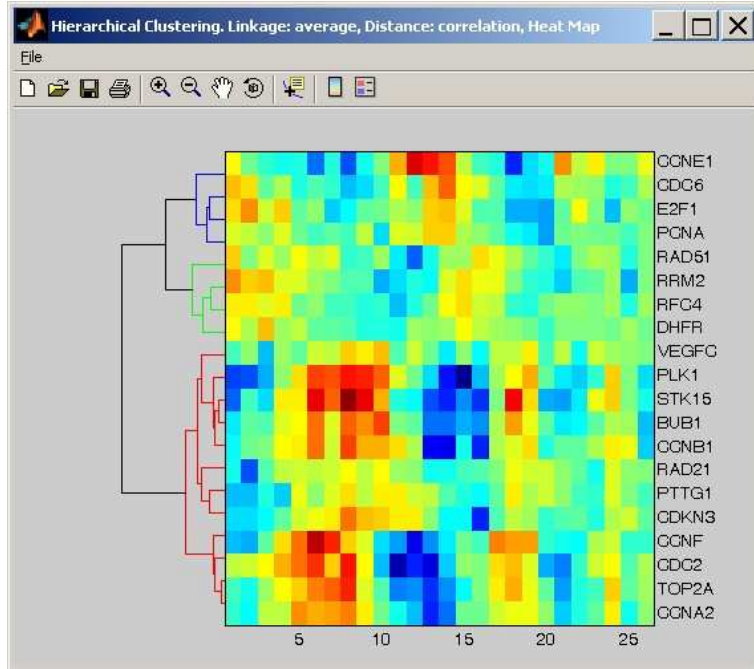 Hierarchical Clustering. Linkage: average, Distance: correlation, Heat Map
File
CCNE1
CDC6
E2F1
PCNA
RAD51
RRM2
RFC4
DHFR
VEGFC
PLK1
STK15
BUB1
CCNB1
RAD21
PTTG1
CDKN3
CCNF
CDC2
TOP2A
CCNA2
5 10 15 20 25